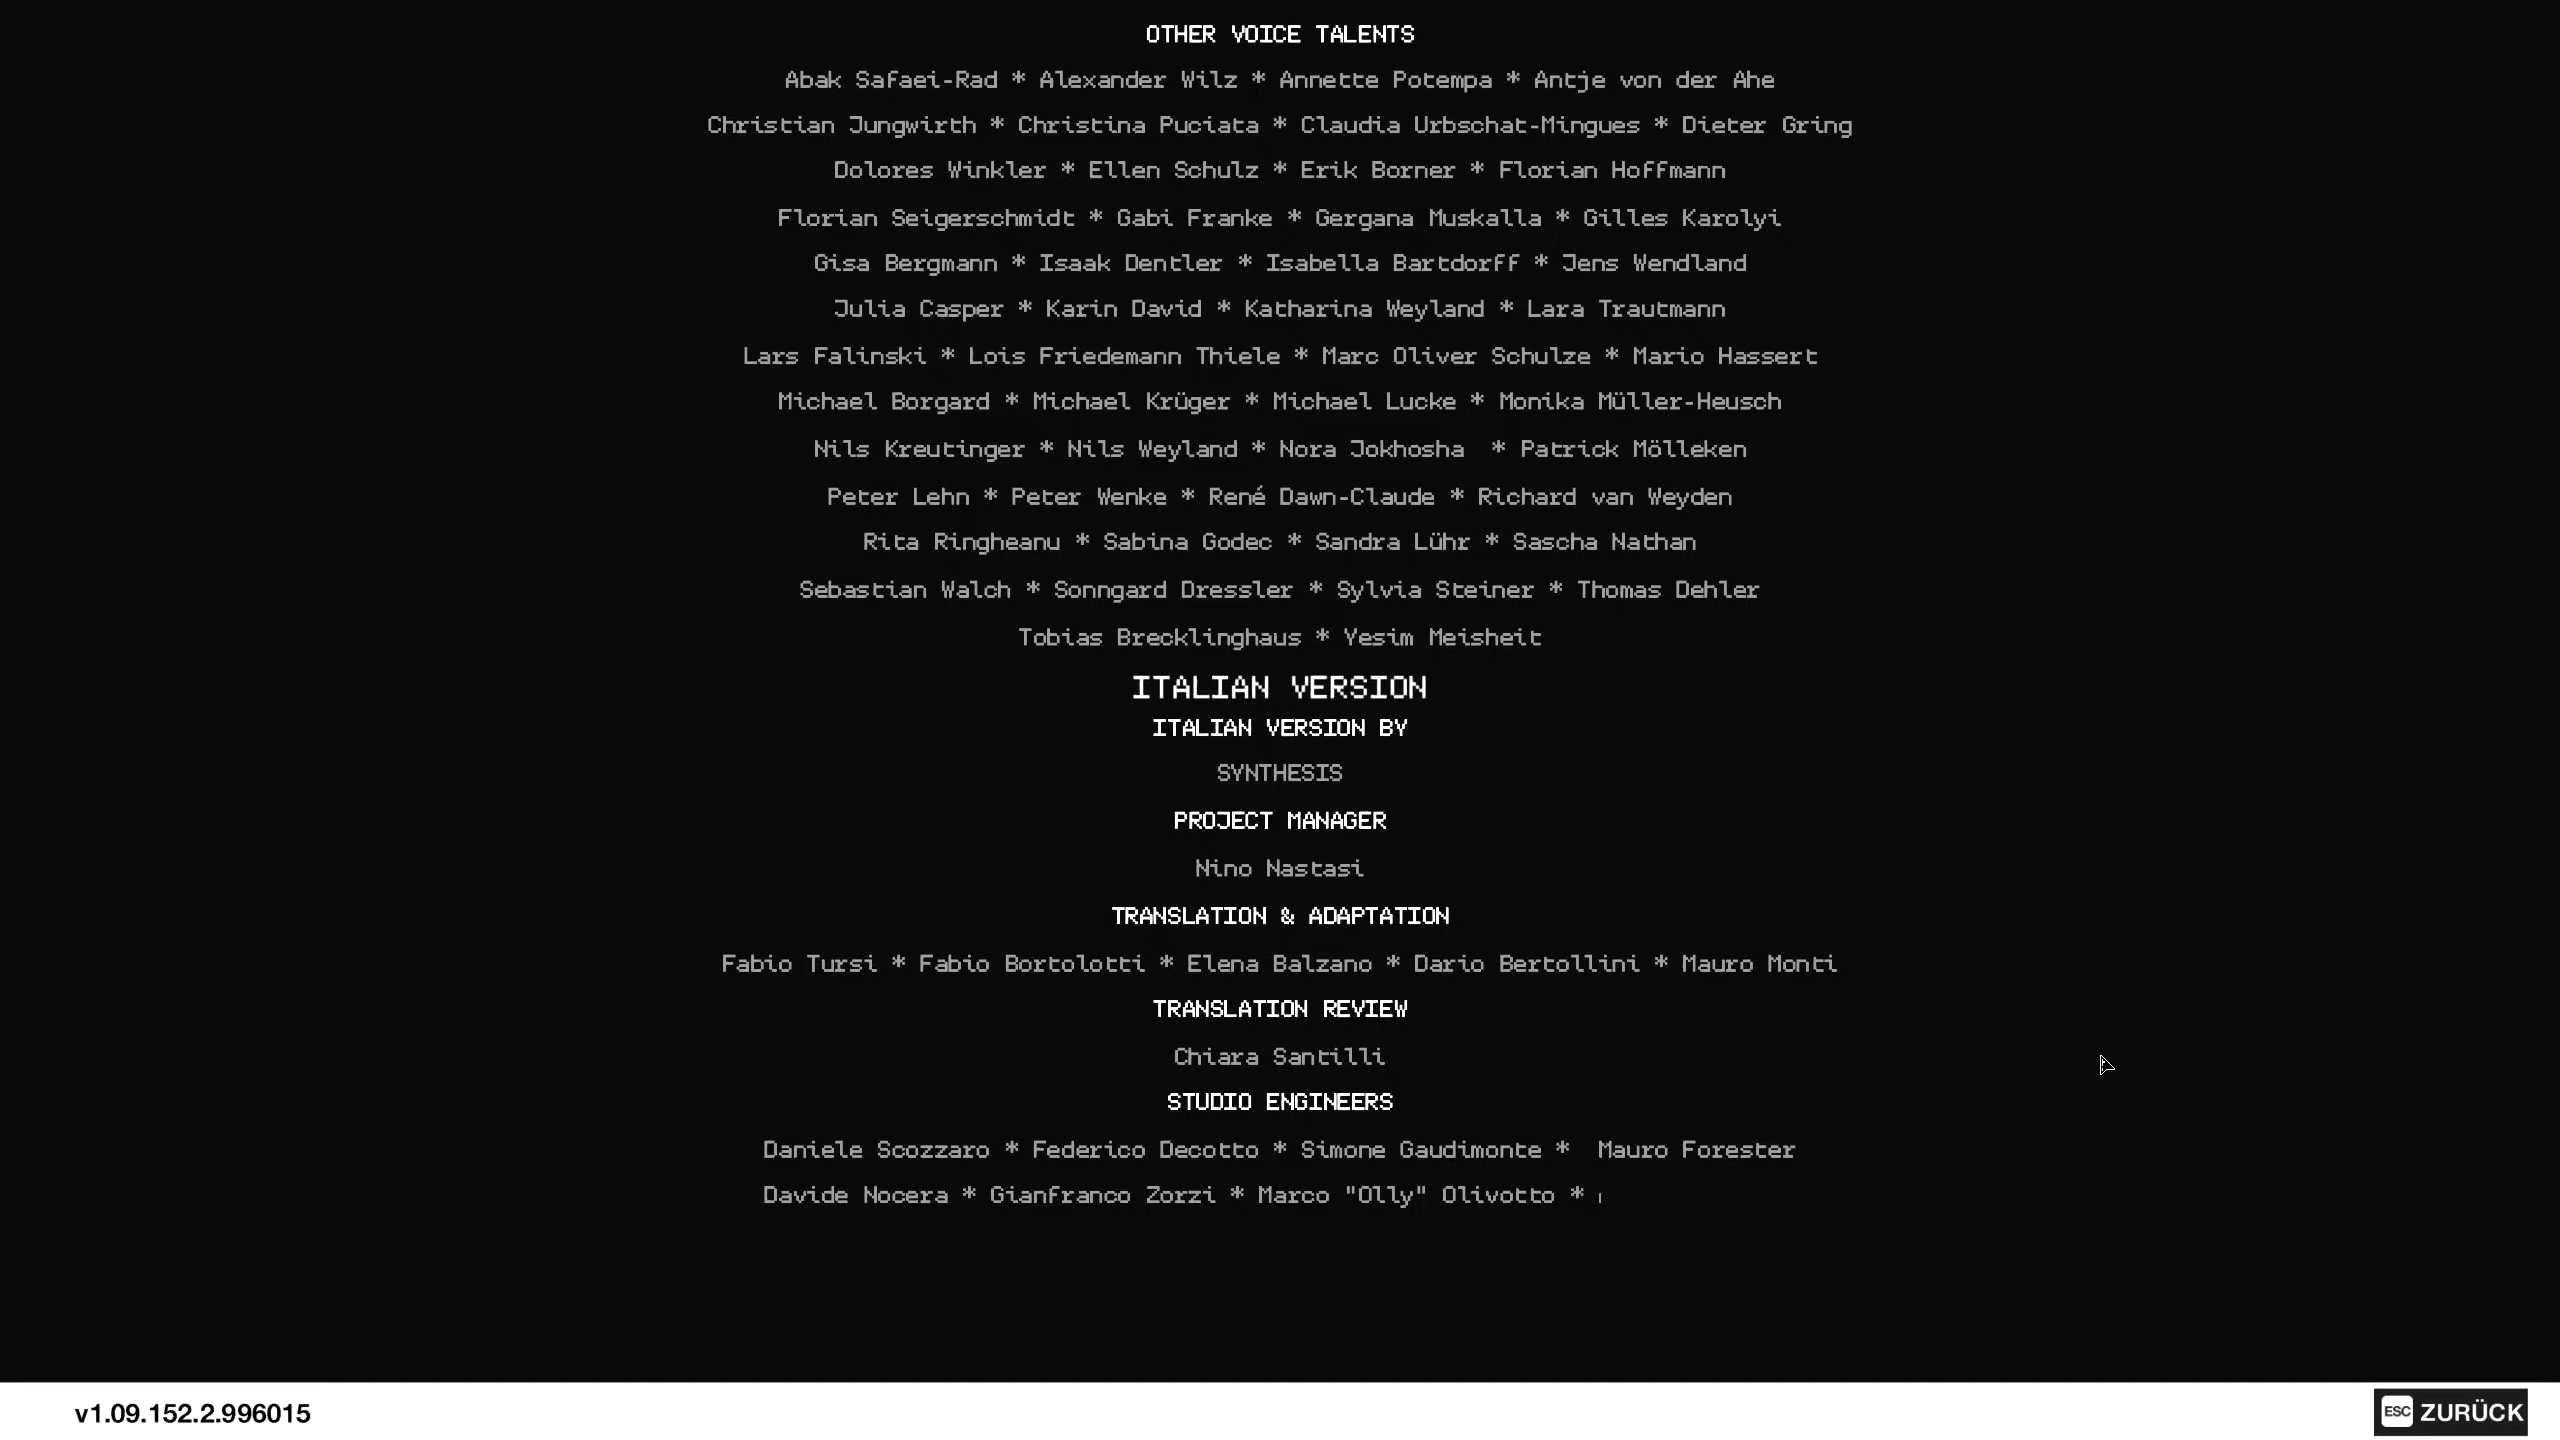 OTHER VOICE TALENTS
Abak Safaei-Rad * Alexander Wilz * Annette Potempa * Antje von der Ahe
Christian Jungwirth * Christina Puciata * Claudia Urbschat-Mingues * Dieter Gring
Dolores Winkler * Ellen Schulz * Erik Borner * Florian Hoffmann
Florian Seigerschmidt * Gabi Franke * Gergana Muskalla * Gilles Karolyi
Gisa Bergmann * Isaak Dentler * Isabella Bartdorff * Jens Wendland
Julia Casper * Karin David * Katharina Weyland * Lara Trautmann
Lars Falinski * Lois Friedemann Thiele * Marc Oliver Schulze * Mario Hassert
Michael Borgard * Michael Krüger * Michael Lucke * Monika Müller-Heusch
Nils Kreutinger * Nils Weyland * Nora Jokhosha  * Patrick Mölleken
Peter Lehn * Peter Wenke * René Dawn-Claude * Richard van Weyden
Rita Ringheanu * Sabina Godec * Sandra Lühr * Sascha Nathan
Sebastian Walch * Sonngard Dressler * Sylvia Steiner * Thomas Dehler
Tobias Brecklinghaus * Yesim Meisheit
ITALIAN VERSION
ITALIAN VERSION BY
SYNTHESIS
PROJECT MANAGER
Nino Nastasi
TRANSLATION & ADAPTATION
Fabio Tursi * Fabio Bortolotti * Elena Balzano * Dario Bertollini * Mauro Monti
TRANSLATION REVIEW
Chiara Santilli
STUDIO ENGINEERS
Daniele Scozzaro * Federico Decotto * Simone Gaudimonte *  Mauro Forester
Davide Nocera * Gianfranco Zorzi * Marco "Olly" Olivotto *
v1.09.152.2.996015
ESC ZURÜCK